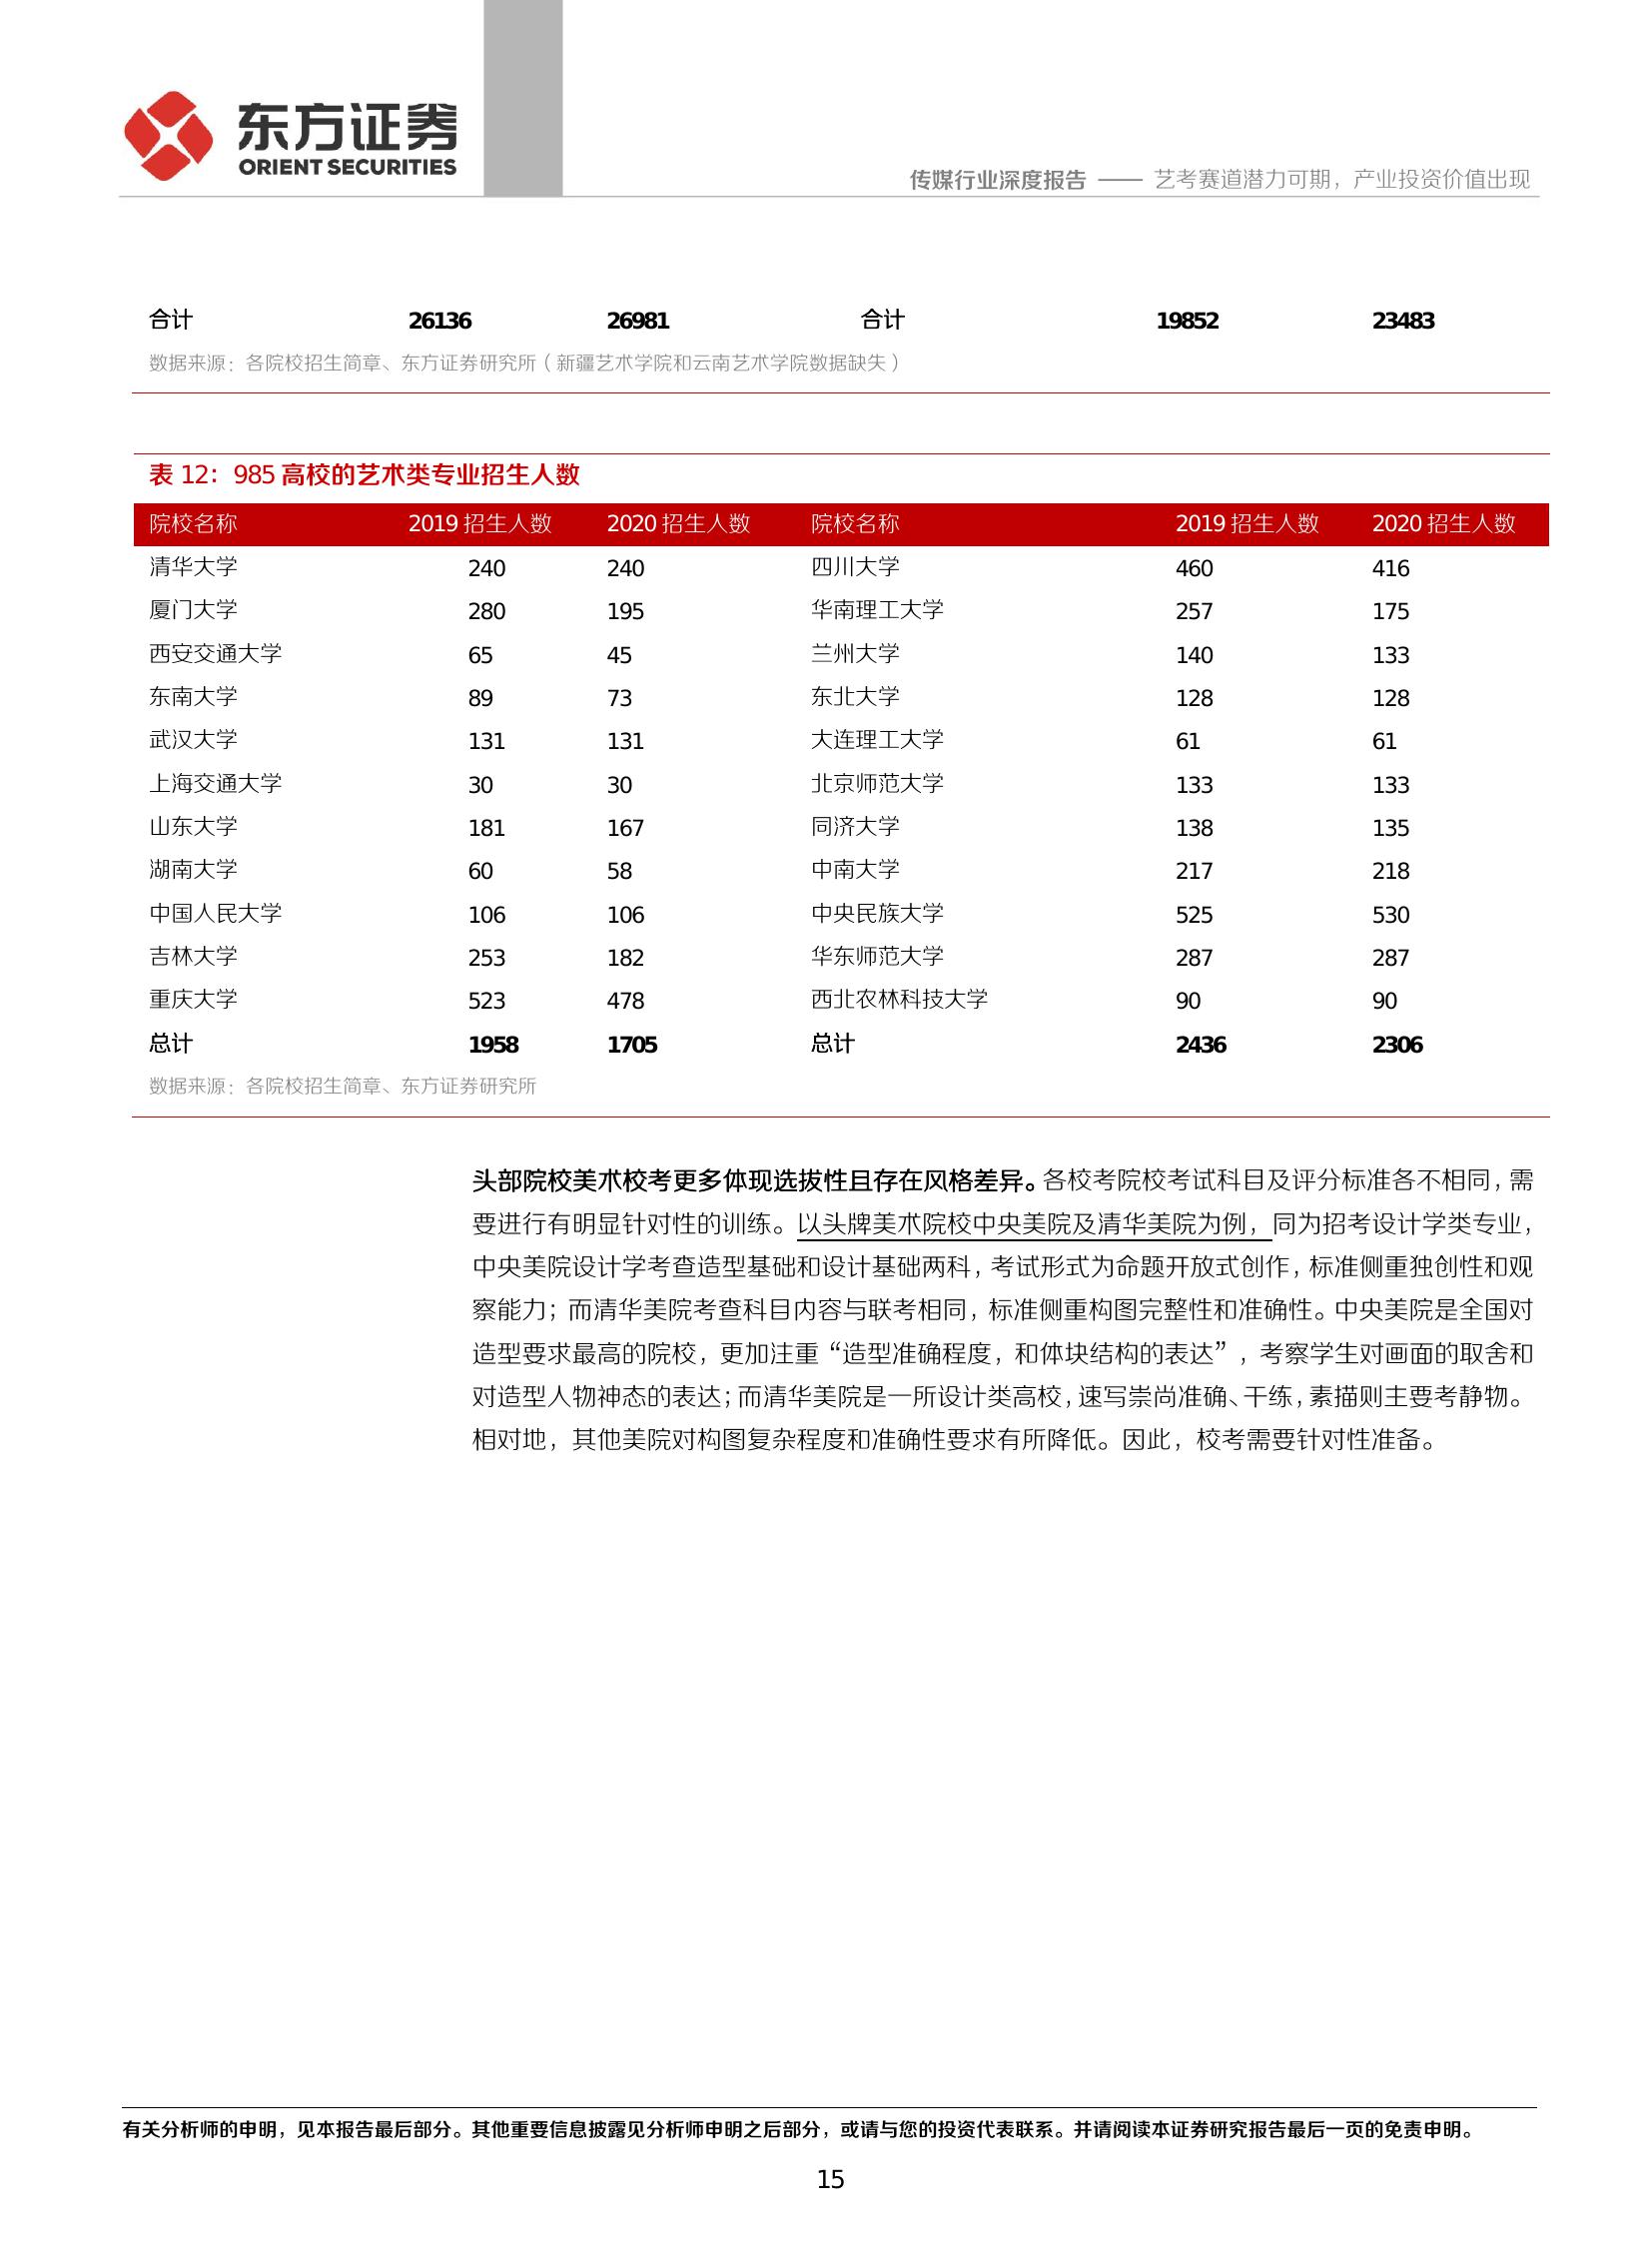 东方证券
ORIENT SECURITIES
传媒行业深度报告 —— 艺考赛道潜力可期，产业投资价值出现
合计 26136 26981 合计 19852 23483
数据来源：各院校招生简章、东方证券研究所（新疆艺术学院和云南艺术学院数据缺失）
表 12：985 高校的艺术类专业招生人数
院校名称 2019 招生人数 2020 招生人数 院校名称 2019 招生人数 2020 招生人数
清华大学 240 240 四川大学 460 416
厦门大学 280 195 华南理工大学 257 175
西安交通大学 65 45 兰州大学 140 133
东南大学 89 73 东北大学 128 128
武汉大学 131 131 大连理工大学 61 61
上海交通大学 30 30 北京师范大学 133 133
山东大学 181 167 同济大学 138 135
湖南大学 60 58 中南大学 217 218
中国人民大学 106 106 中央民族大学 525 530
吉林大学 253 182 华东师范大学 287 287
重庆大学 523 478 西北农林科技大学 90 90
总计 1958 1705 总计 2436 2306
数据来源：各院校招生简章、东方证券研究所
头部院校美术校考更多体现选拔性且存在风格差异。各校考院校考试科目及评分标准各不相同，需
要进行有明显针对性的训练。以头牌美术院校中央美院及清华美院为例，同为招考设计学类专业，
中央美院设计学考查造型基础和设计基础两科，考试形式为命题开放式创作，标准侧重独创性和观
察能力；而清华美院考查科目内容与联考相同，标准侧重构图完整性和准确性。中央美院是全国对
造型要求最高的院校，更加注重“造型准确程度，和体块结构的表达”，考察学生对画面的取舍和
对造型人物神态的表达；而清华美院是一所设计类高校，速写崇尚准确、干练，素描则主要考静物。
相对地，其他美院对构图复杂程度和准确性要求有所降低。因此，校考需要针对性准备。
有关分析师的申明，见本报告最后部分。其他重要信息披露见分析师申明之后部分，或请与您的投资代表联系。并请阅读本证券研究报告最后一页的免责申明。
15